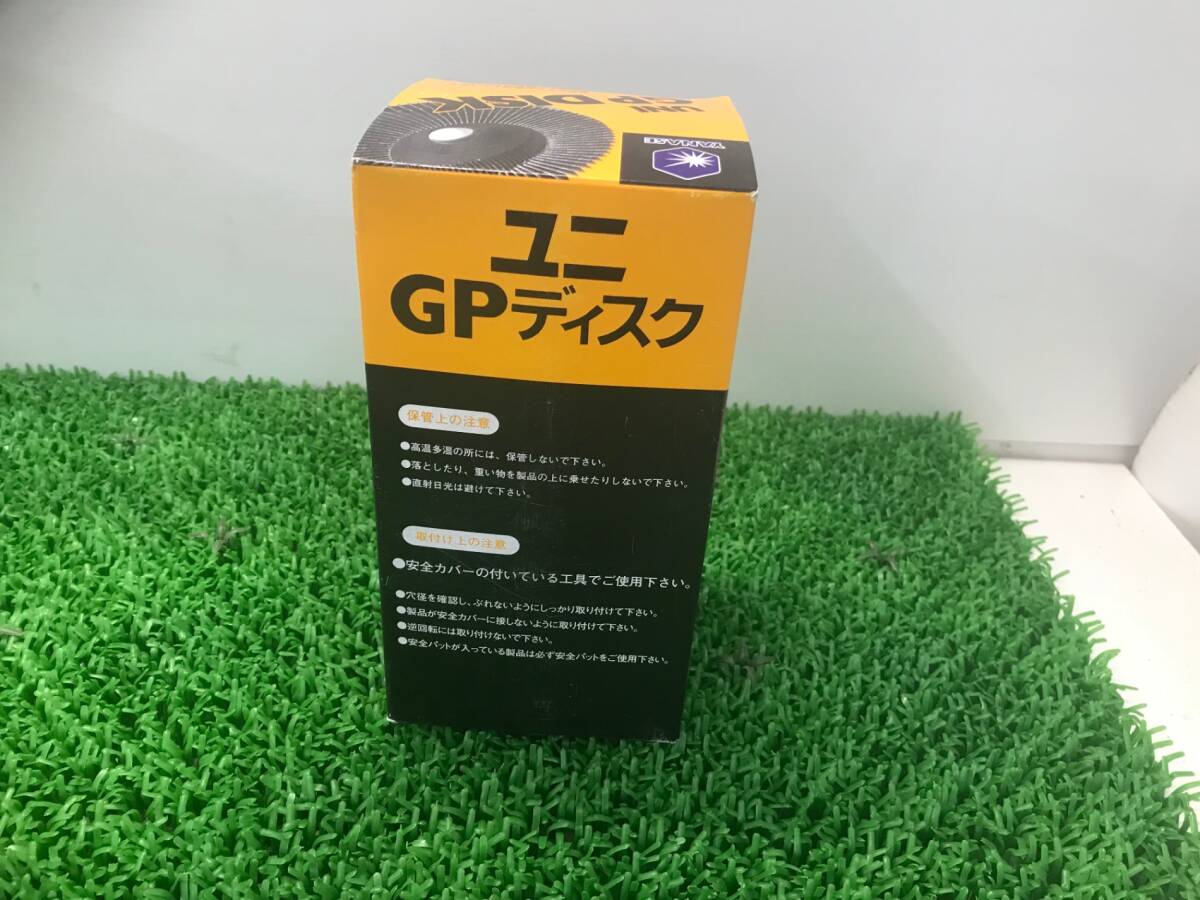 UNI
GP DISK
YANASE
ユニ
GPディスク
保管上の注意
●高温多湿の所には、保管しないで下さい。
●落としたり、重い物を製品の上に乗せたりしないで下さい。
●直射日光は避けて下さい。
取付け上の注意
●安全カバーの付いている工具でご使用下さい。
●穴径を確認し、ぶれないようにしっかり取り付けて下さい。
●製品が安全カバーに接しないように取り付けて下さい。
●逆回転には取り付けないで下さい。
●安全パットが入っている製品は必ず安全パットをご使用下さい。